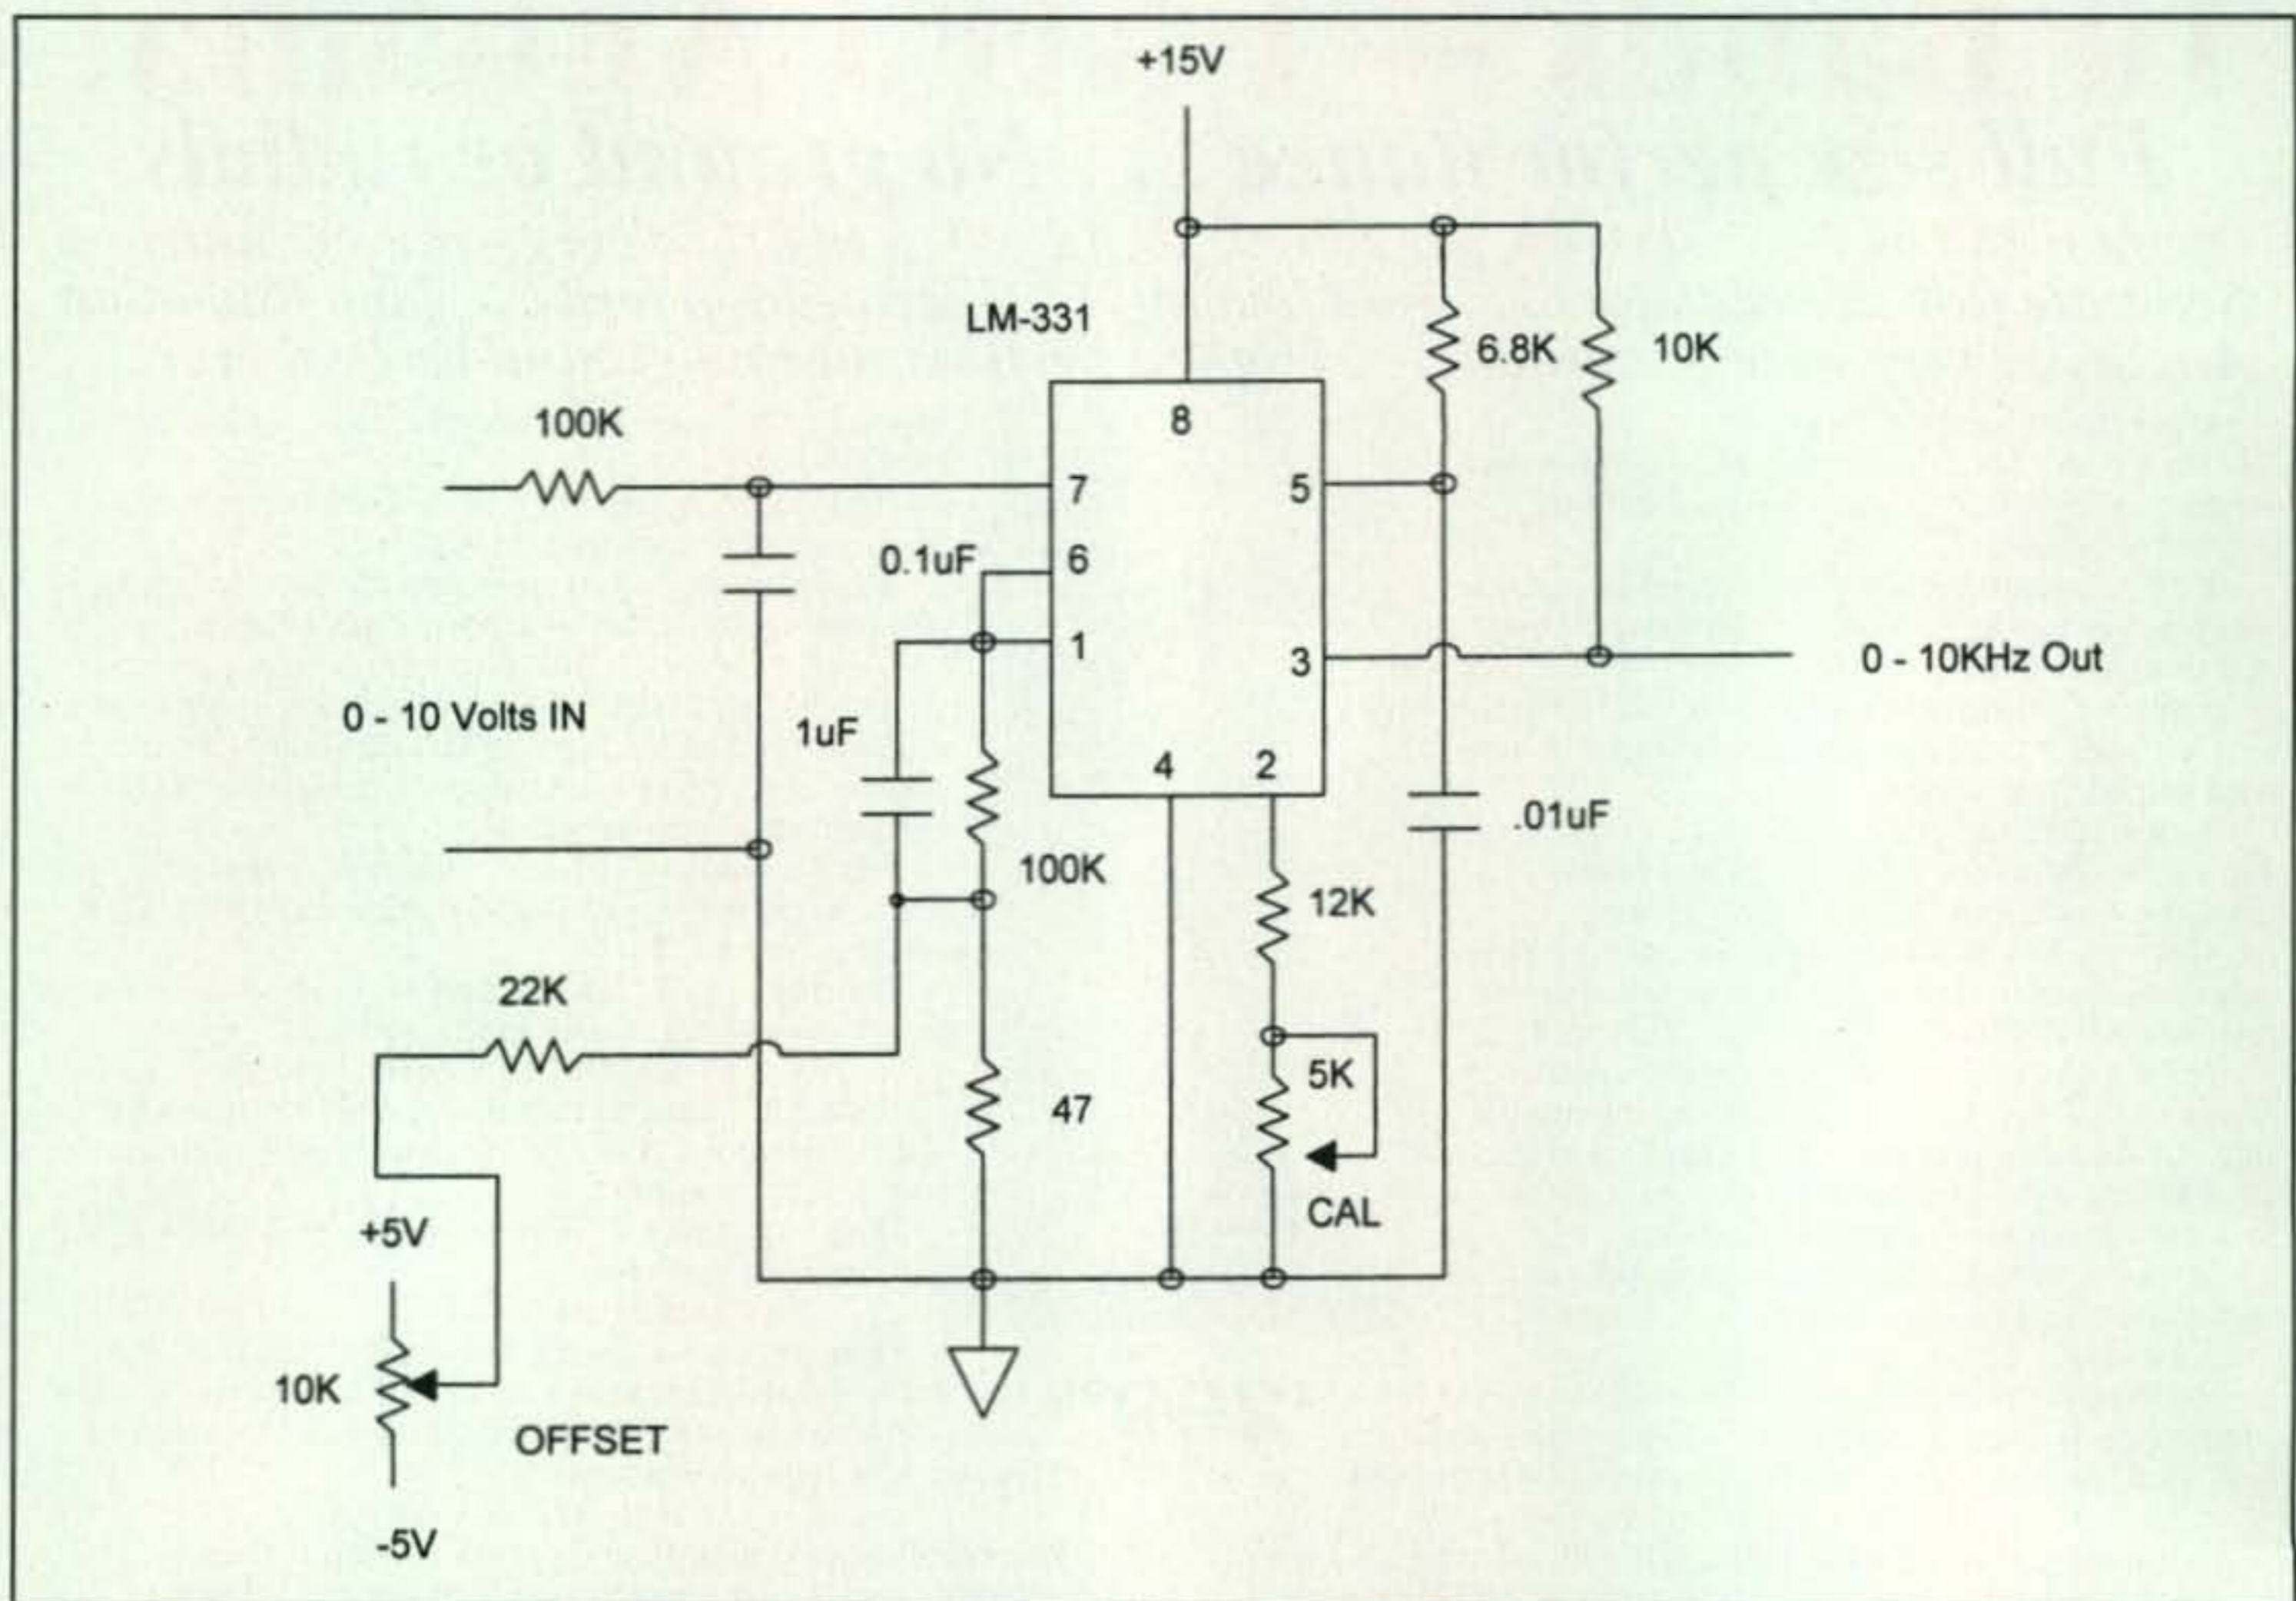 +15V
LM-331
6.8K
10K
100K
8
7
5
0.1uF
6
1
3
0 - 10KHz Out
0 - 10 Volts IN
1uF
4
2
.01uF
100K
12K
22K
5K
47
CAL
+5V
10K
OFFSET
-5V